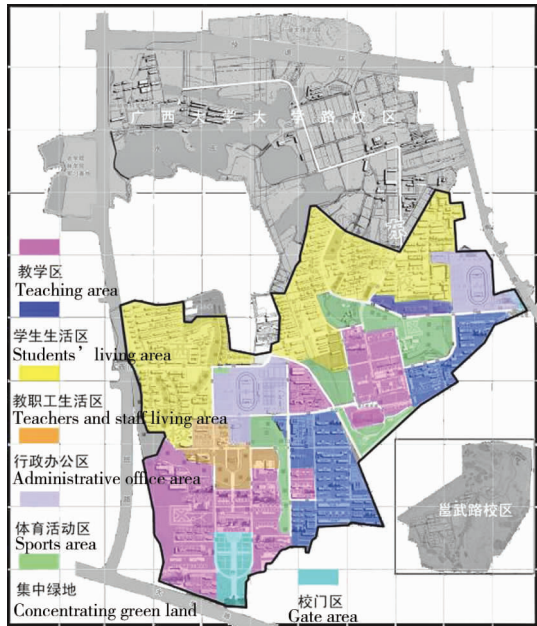 广西大学大学路校区
教学区
Teaching area
学生生活区
Students' living area
教职工生活区
Teachers and staff living area
行政办公区
Administrative office area
体育活动区
Sports area
集中绿地
Concentrating green land
邕武路校区
校门区
Gate area